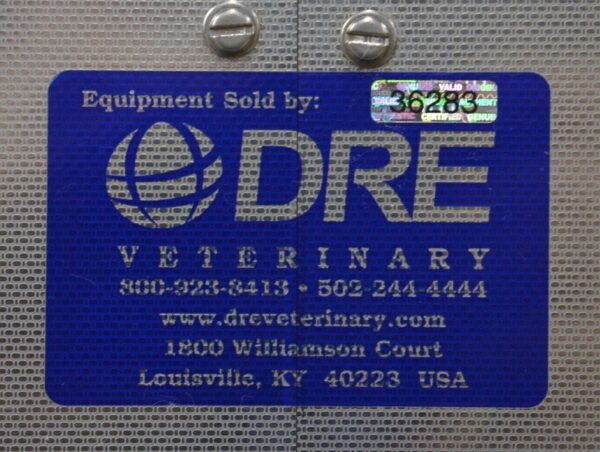 Equipment Sold by:
36283
DRE
VETERINARY
800-923-8413 • 502-244-4444
www.dreveterinary.com
1800 Williamson Court
Louisville, KY 40223 USA